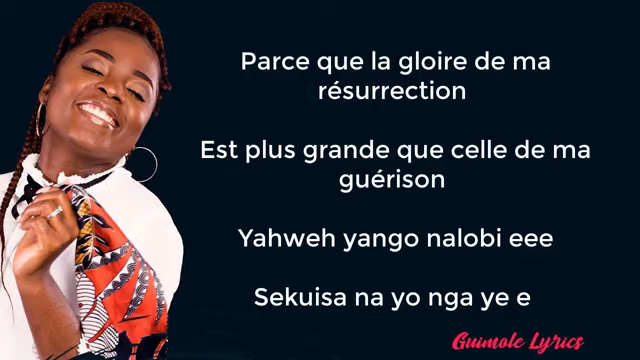 Parce que la gloire de ma
résurrection
Est plus grande que celle de ma
guérison
Yahweh yango nalobi eee
Sekuisa na yo nga ye e
Guimole Lyrics